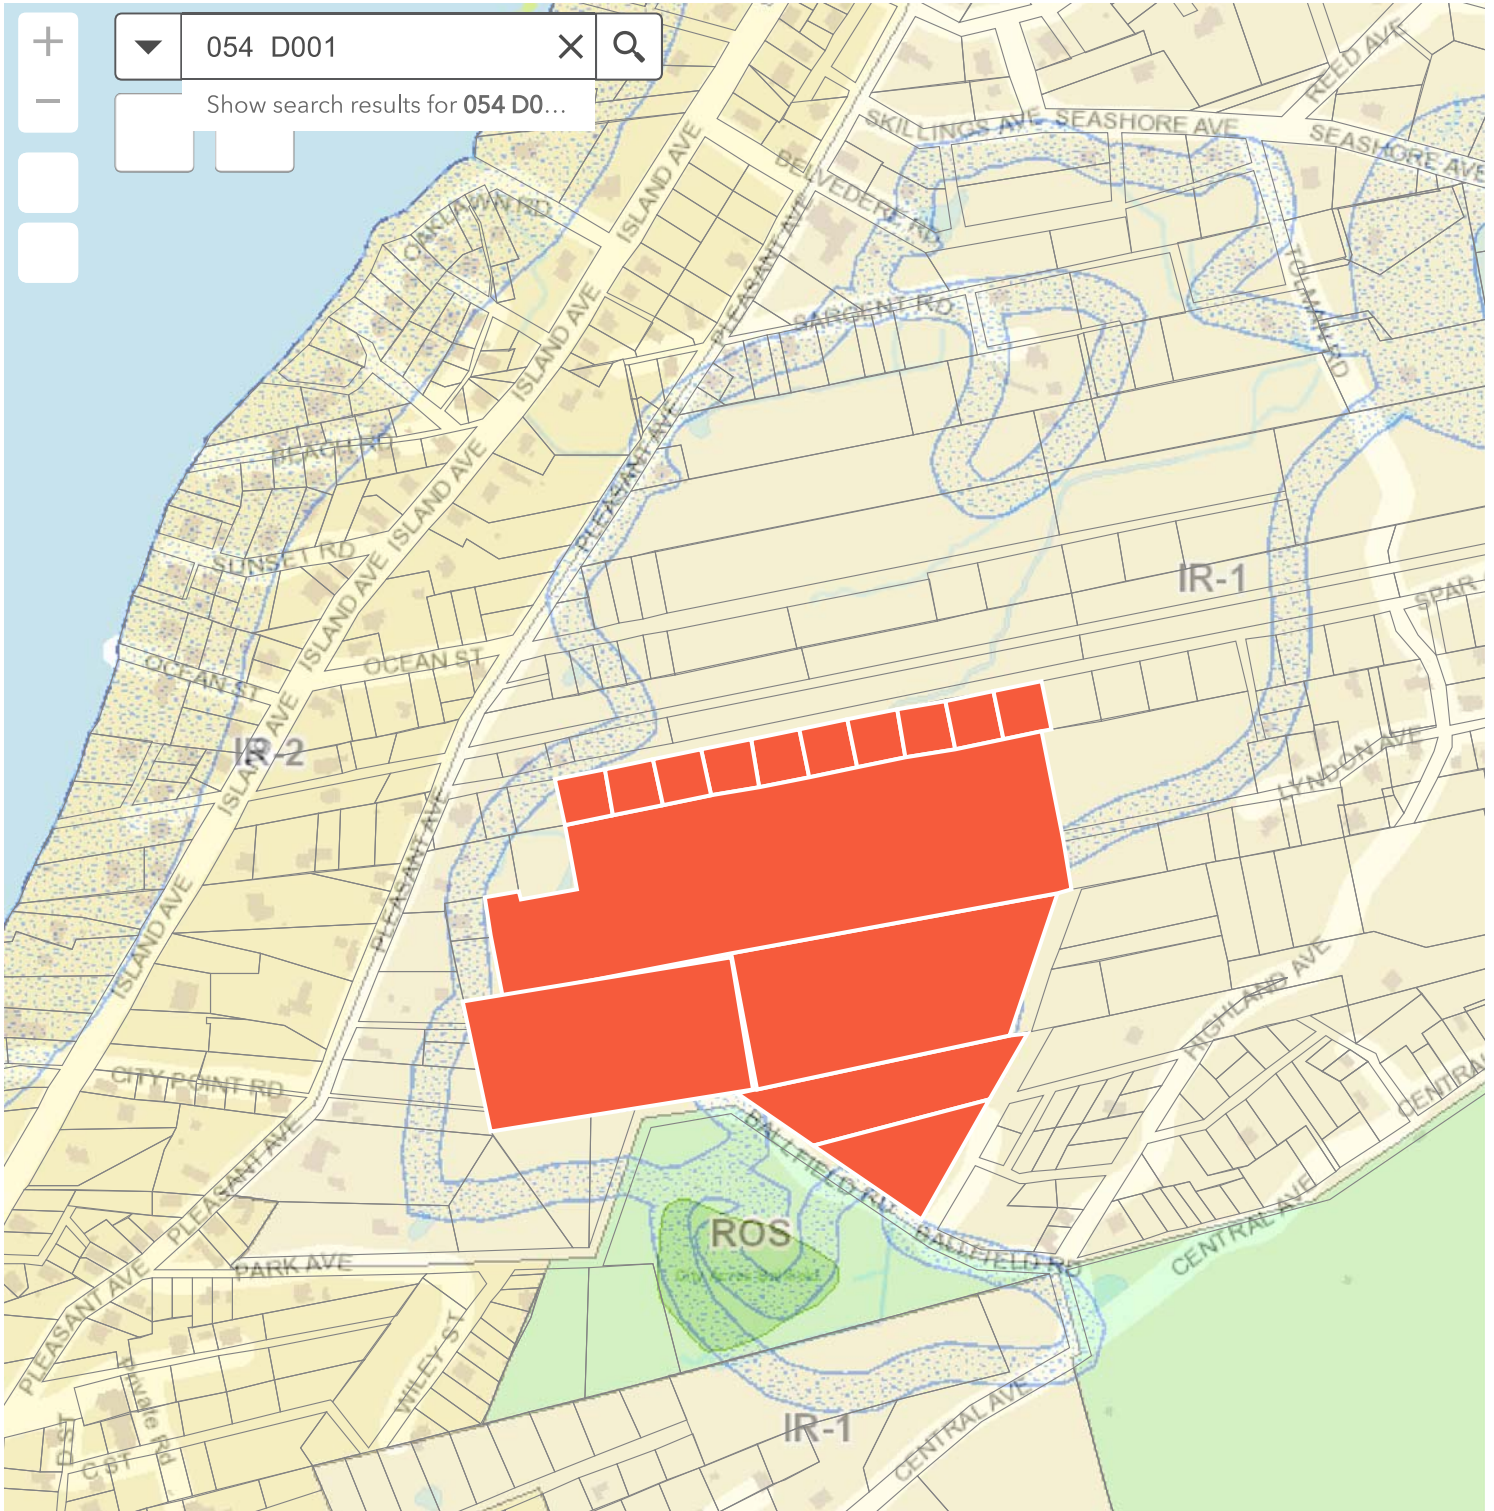 054 D001
Show search results for 054 D0...
REED AVE
SKILLINGS AVE
SEASHORE AVE
SEASHORE AVE
ISLAND AVE
BELVEDERE RD
OAKLAWN RD
PLEASANT AVE
TOLMAN RD
ISLAND AVE
SARGENT RD
BEACH RD
ISLAND AVE
PLEASANT AVE
SUNSET RD
ISLAND AVE
IR-1
SPAR
OCEAN ST
OCEAN ST
ISLAND AVE
IR-2
LYNDON AVE
PLEASANT AVE
ISLAND AVE
HIGHLAND AVE
CITY POINT RD
CENTRAL
BALLFIELD RD
PLEASANT AVE
ROS
CENTRAL AVE
BALLFIELD RD
PARK AVE
PLEASANT AVE
WILEY ST
Private Rd
IR-1
CENTRAL AVE
D ST
C ST